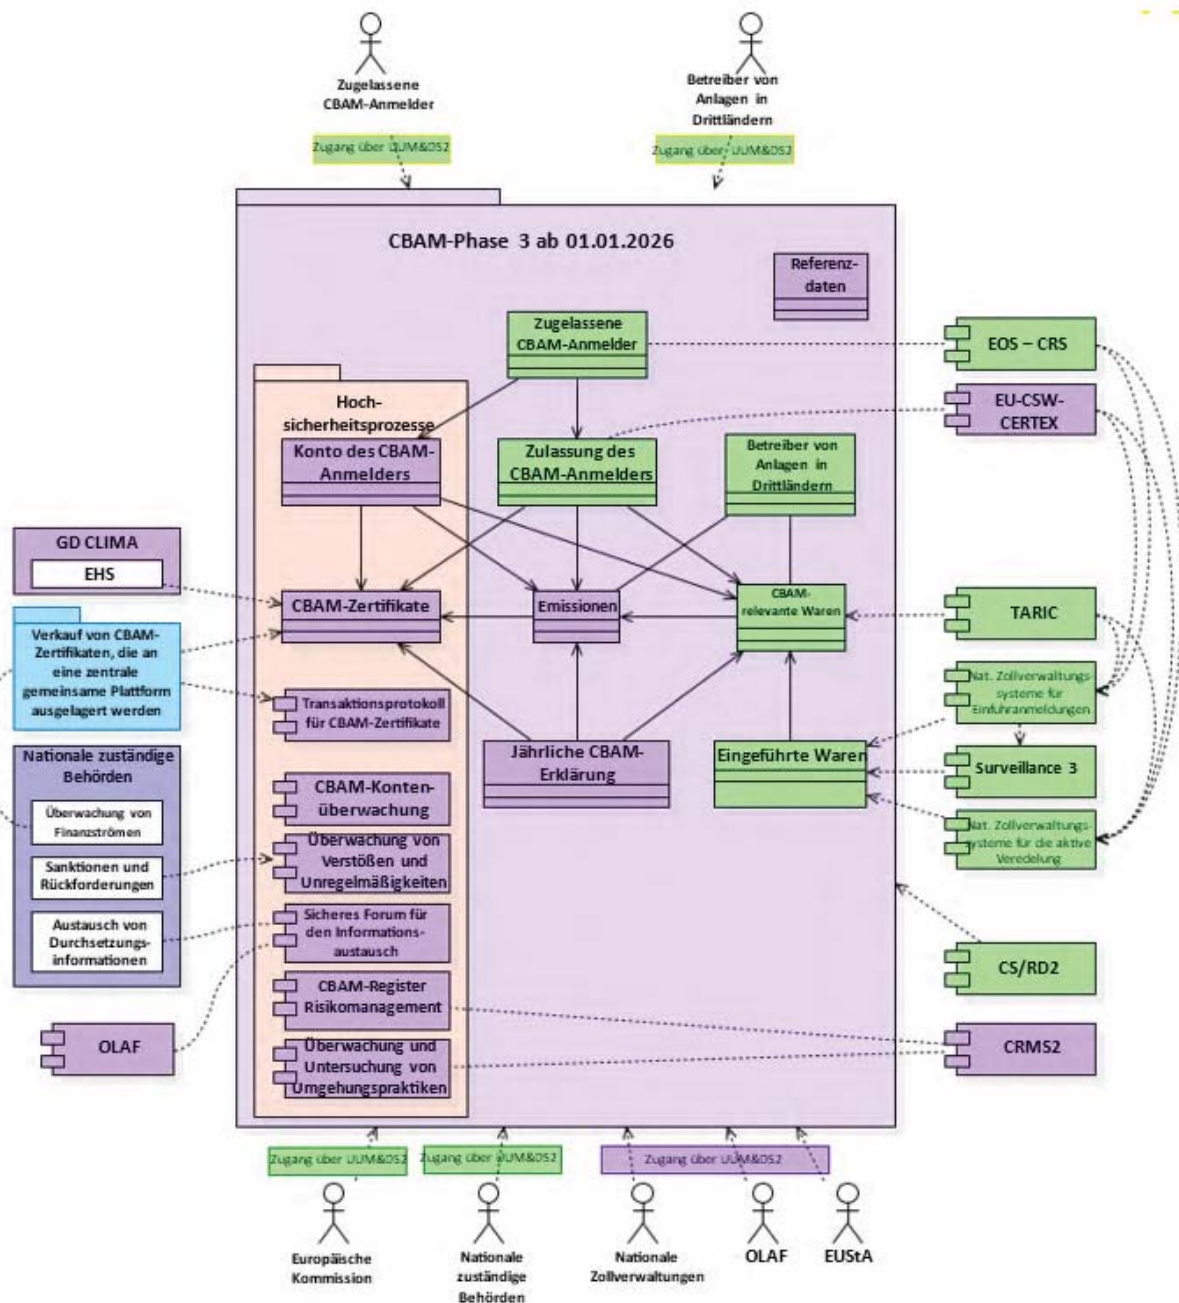 Zugelassene
CBAM-Anmelder
Betreiber von
Anlagen in
Drittländern
Zugang über UUM&DS2
Zugang über UUM&DS2
CBAM-Phase 3 ab 01.01.2026
Referenz-
daten
Zugelassene
CBAM-Anmelder
EOS – CRS
EU-CSW-
CERTEX
Hoch-
sicherheitsprozesse
Konto des CBAM-
Anmelders
Zulassung des
CBAM-Anmelders
Betreiber von
Anlagen in
Drittländern
GD CLIMA
EHS
CBAM-Zertifikate
Emissionen
CBAM-
relevante Waren
TARIC
Verkauf von CBAM-
Zertifikaten, die an
eine zentrale
gemeinsame Plattform
ausgelagert werden
Transaktionsprotokoll
für CBAM-Zertifikate
Nat. Zollverwaltungs-
systeme für
Einfuhranmeldungen
Jährliche CBAM-
Erklärung
Eingeführte Waren
Surveillance 3
Nationale zuständige
Behörden
Überwachung von
Finanzströmen
Sanktionen und
Rückforderungen
Austausch von
Durchsetzungs-
informationen
CBAM-Konten-
überwachung
Überwachung von
Verstößen und
Unregelmäßigkeiten
Nat. Zollverwaltungs-
systeme für die aktive
Veredelung
Sicheres Forum für
den Informations-
austausch
CBAM-Register
Risikomanagement
Überwachung und
Untersuchung von
Umgehungspraktiken
CS/RD2
OLAF
CRMS2
Zugang über UUM&DS2
Zugang über UUM&DS2
Zugang über UUM&DS2
Europäische
Kommission
Nationale
zuständige
Behörden
Nationale
Zollverwaltungen
OLAF
EUStA